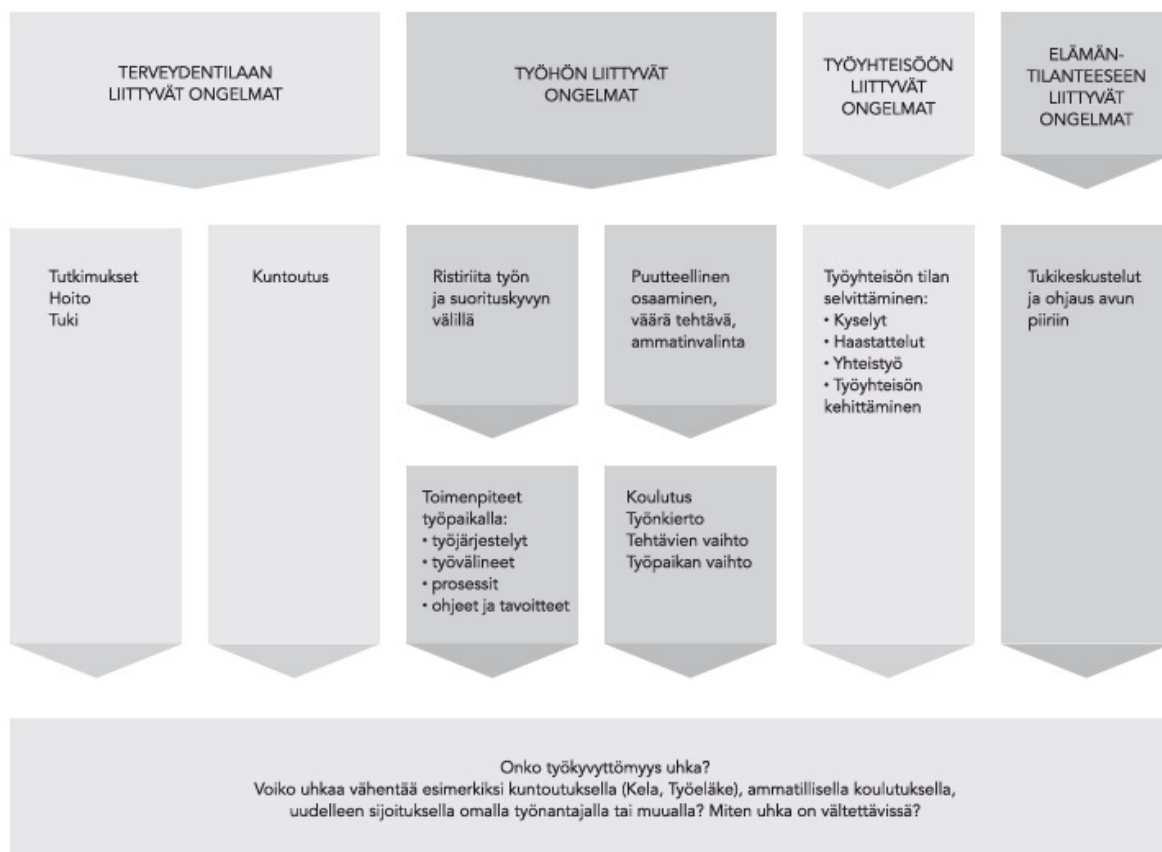 TERVEYDENTILAAN
LIITTYVÄT ONGELMAT
TYÖHÖN LIITTYVÄT
ONGELMAT
TYÖYHTEISÖÖN
LIITTYVÄT
ONGELMAT
ELÄMÄN-
TILANTEESEEN
LIITTYVÄT
ONGELMAT
Tutkimukset
Hoito
Tuki
Kuntoutus
Ristiriita työn
ja suorituskyvyn
välillä
Puutteellinen
osaaminen,
väärä tehtävä,
ammatinvalinta
Työyhteisön tilan
selvittäminen:
• Kyselyt
• Haastattelut
• Yhteistyö
• Työyhteisön
kehittäminen
Tukikeskustelut
ja ohjaus avun
piiriin
Toimenpiteet
työpaikalla:
• työjärjestelyt
• työvälineet
• prosessit
• ohjeet ja tavoitteet
Koulutus
Työnkierto
Tehtävien vaihto
Työpaikan vaihto
Onko työkyvyttömyys uhka?
Voiko uhkaa vähentää esimerkiksi kuntoutuksella (Kela, Työeläke), ammatillisella koulutuksella,
uudelleen sijoituksella omalla työnantajalla tai muualla? Miten uhka on vältettävissä?